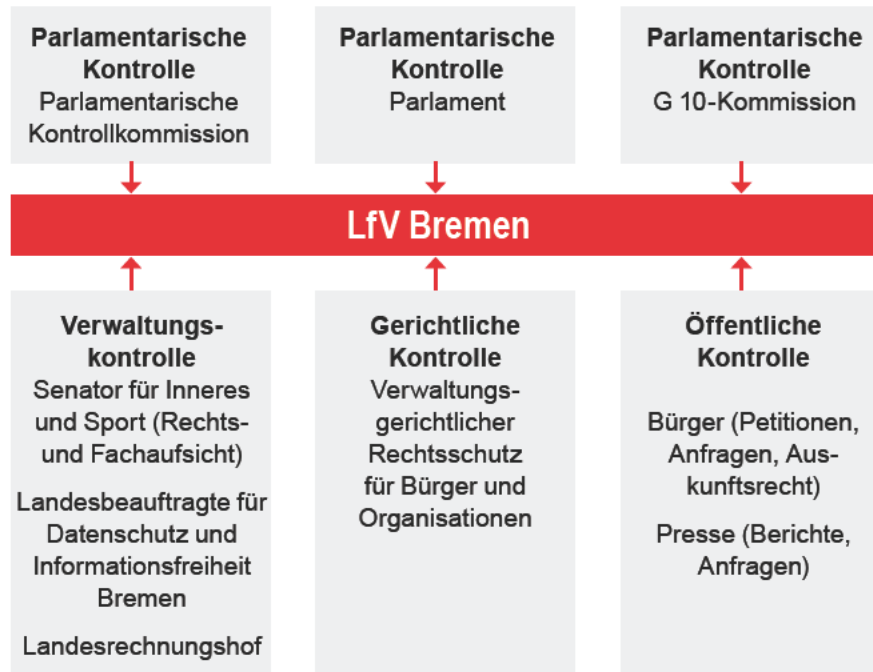 Parlamentarische
Kontrolle
Parlamentarische
Kontrollkommission
Parlamentarische
Kontrolle
Parlament
Parlamentarische
Kontrolle
G 10-Kommission
LfV Bremen
Verwaltungs-
kontrolle
Senator für Inneres
und Sport (Rechts-
und Fachaufsicht)
Landesbeauftragte für
Datenschutz und
Informationsfreiheit
Bremen
Landesrechnungshof
Gerichtliche
Kontrolle
Verwaltungs-
gerichtlicher
Rechtsschutz
für Bürger und
Organisationen
Öffentliche
Kontrolle
Bürger (Petitionen,
Anfragen, Aus-
kunftsrecht)
Presse (Berichte,
Anfragen)